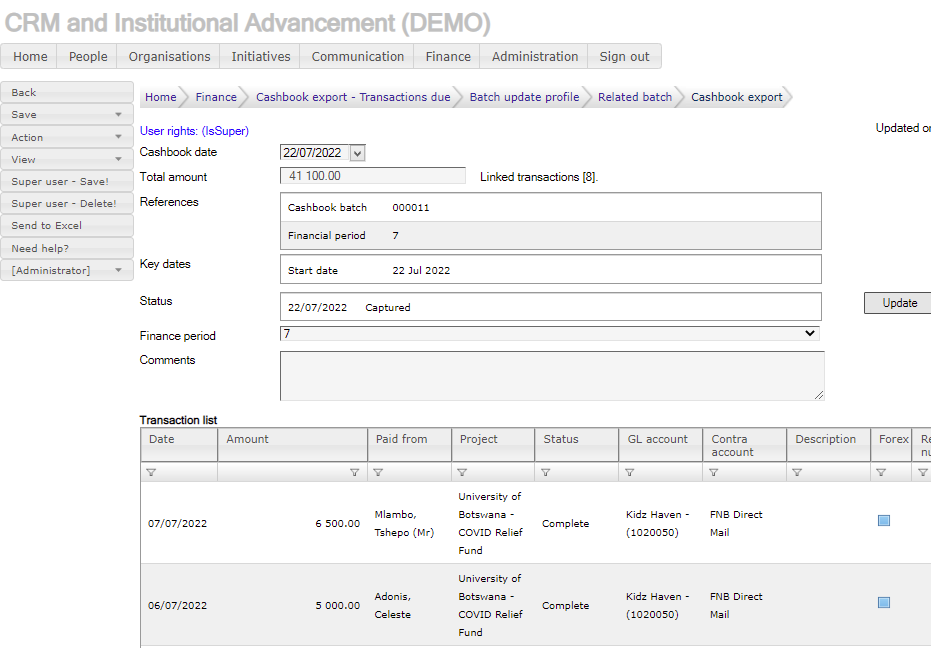 CRM and Institutional Advancement (DEMO)
Home People Organisations Initiatives Communication Finance Administration Sign out
Back
Save
Action
View
Super user - Save!
Super user - Delete!
Send to Excel
Need help?
[Administrator]
Home Finance Cashbook export - Transactions due Batch update profile Related batch Cashbook export
User rights: (IsSuper)
Updated on
Cashbook date 22/07/2022
Total amount 41 100.00 Linked transactions [8].
References
Cashbook batch 000011
Financial period 7
Key dates
Start date 22 Jul 2022
Status
22/07/2022 Captured
Update
Finance period 7
Comments
Transaction list
Date Amount Paid from Project Status GL account Contra account Description Forex Re
nu
07/07/2022 6 500.00 Mlambo, Tshepo (Mr) University of Botswana - COVID Relief Fund Complete Kidz Haven - (1020050) FNB Direct Mail
06/07/2022 5 000.00 Adonis, Celeste University of Botswana - COVID Relief Fund Complete Kidz Haven - (1020050) FNB Direct Mail